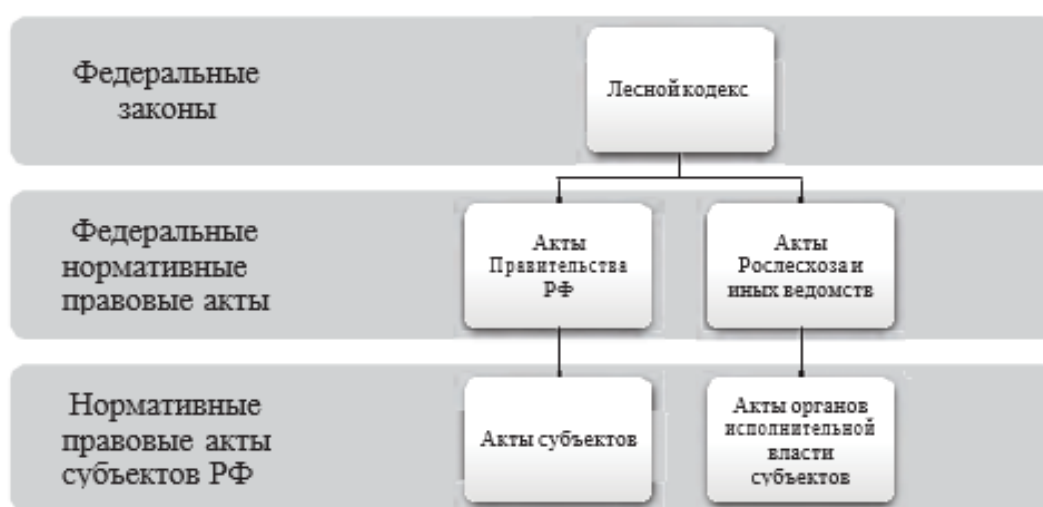 Федеральные
законы
Лесной кодекс
Федеральные
нормативные
правовые акты
Акты
Правительства
РФ
Акты
Рослесхоза и
иных ведомств
Нормативные
правовые акты
субъектов РФ
Акты субъектов
Акты органов
исполнительной
власти
субъектов